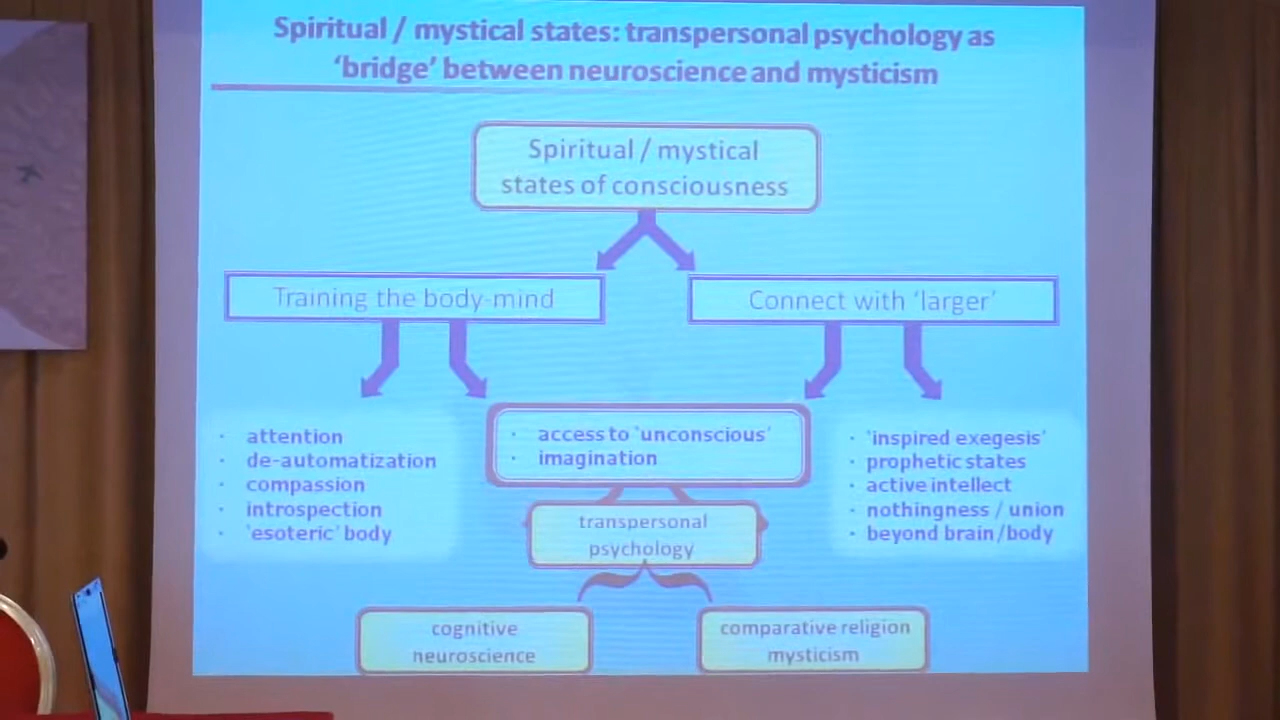 Spiritual / mystical states: transpersonal psychology as
‘bridge’ between neuroscience and mysticism
Spiritual / mystical
states of consciousness
Training the body-mind
Connect with ‘larger’
· attention
· de-automatization
· compassion
· introspection
· ‘esoteric’ body
· access to ‘unconscious’
· imagination
· ‘inspired exegesis’
· prophetic states
· active intellect
· nothingness / union
· beyond brain/body
transpersonal
psychology
cognitive
neuroscience
comparative religion
mysticism